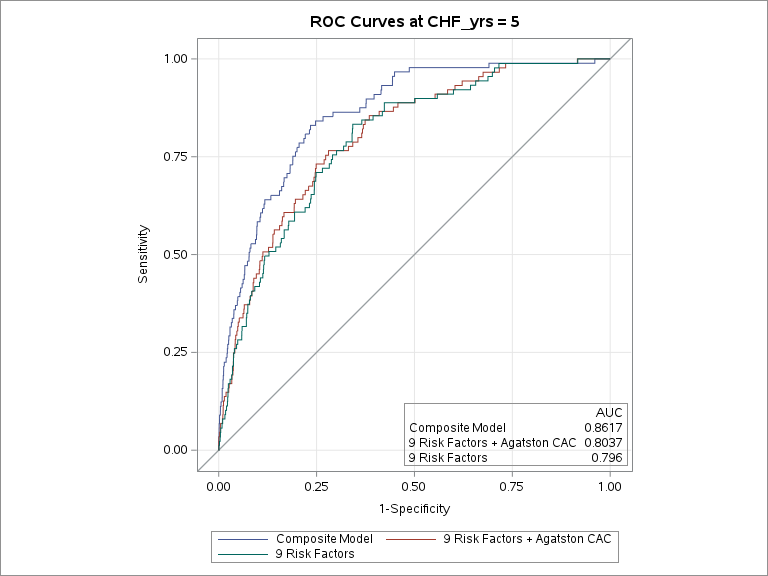 ROC Curves at CHF_yrs = 5
1.00
0.75
0.50
0.25
0.00
Sensitivity
AUC
Composite Model 0.8617
9 Risk Factors + Agatston CAC 0.8037
9 Risk Factors 0.796
0.00 0.25 0.50 0.75 1.00
1-Specificity
Composite Model 9 Risk Factors + Agatston CAC
9 Risk Factors